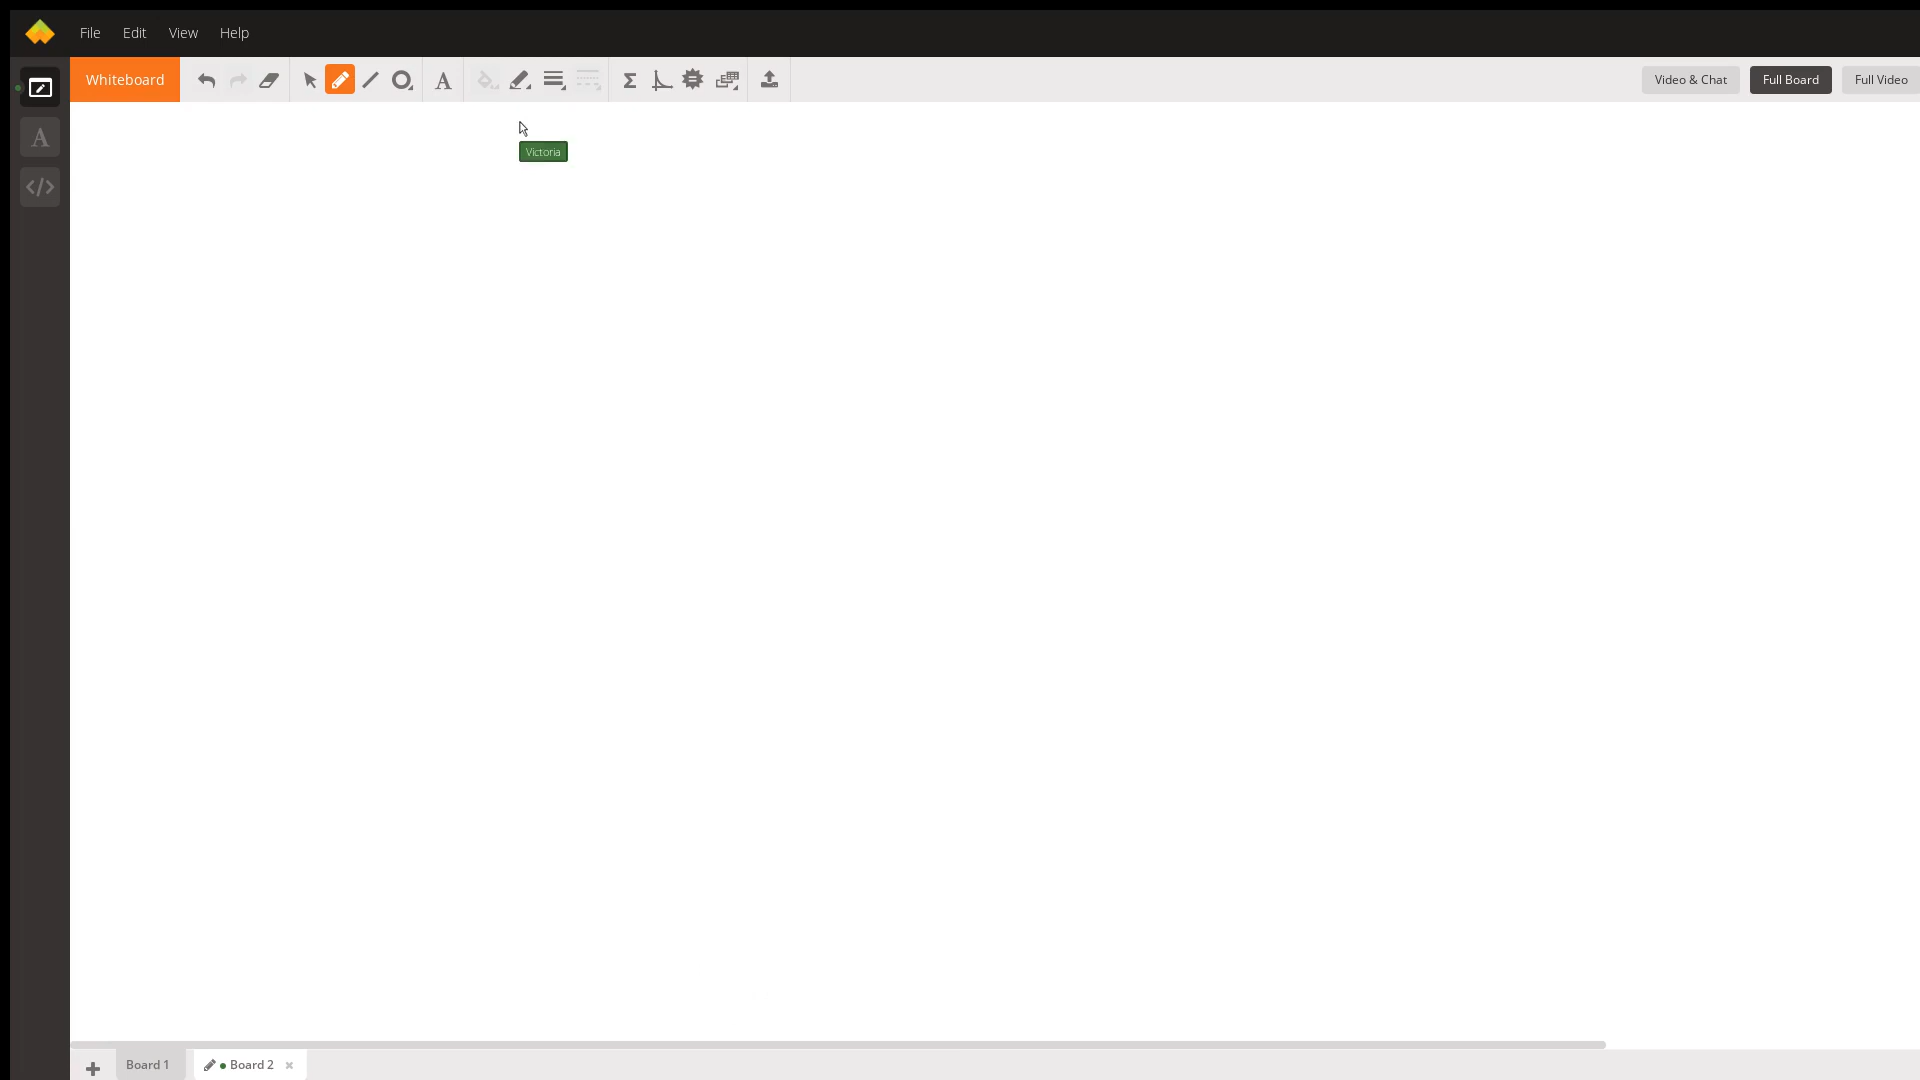 File Edit View Help
Whiteboard A Σ Video & Chat Full Board Full Video
A
</>
Victoria
Board 1 Board 2